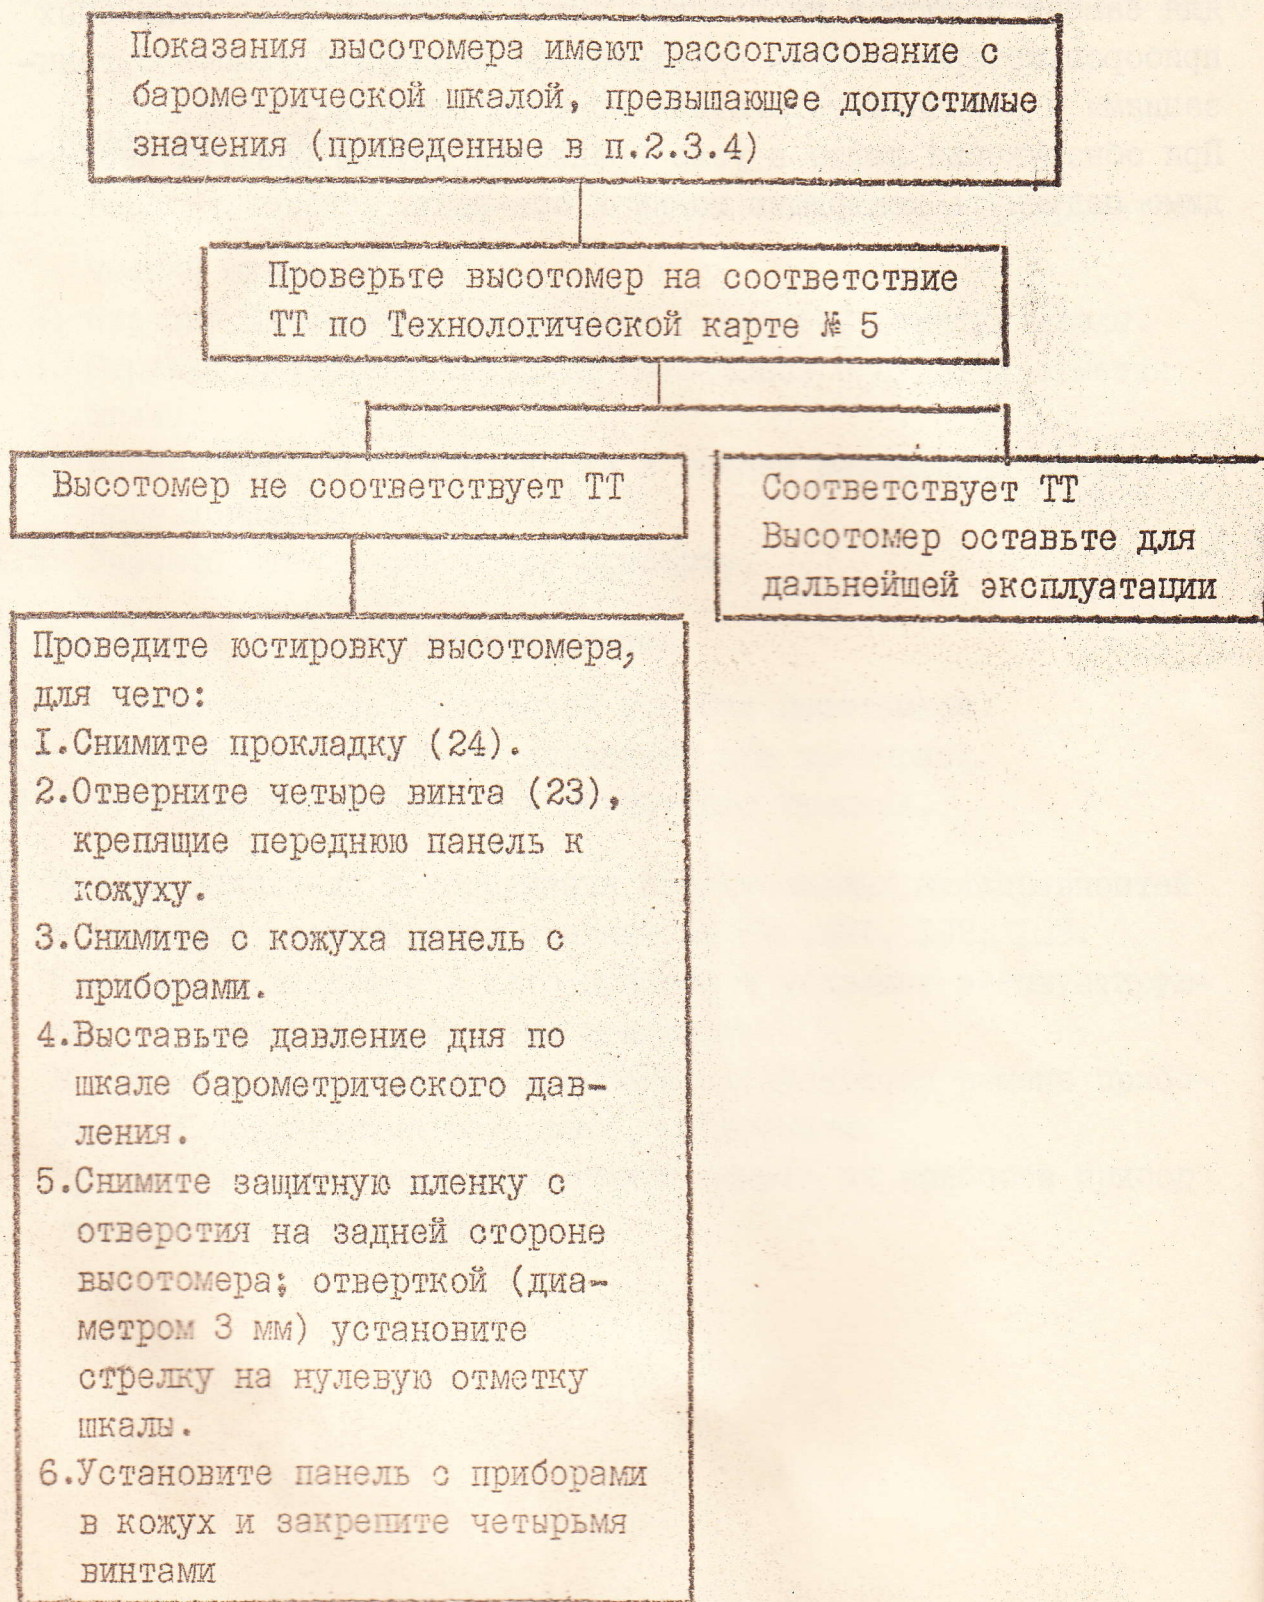 Показания высотомера имеют рассогласование с
барометрической шкалой, превышающее допустимые
значения (приведенные в п.2.3.4)
Проверьте высотомер на соответствие
ТТ по Технологической карте № 5
Высотомер не соответствует ТТ
Соответствует ТТ
Высотомер оставьте для
дальнейшей эксплуатации
Проведите юстировку высотомера,
для чего:
I.Снимите прокладку (24).
2.Отверните четыре винта (23),
крепящие переднюю панель к
кожуху.
3.Снимите с кожуха панель с
приборами.
4.Выставьте давление дня по
шкале барометрического дав-
ления.
5.Снимите защитную пленку с
отверстия на задней стороне
высотомера; отверткой (диа-
метром 3 мм) установите
стрелку на нулевую отметку
шкалы.
6.Установите панель с приборами
в кожух и закрепите четырьмя
винтами